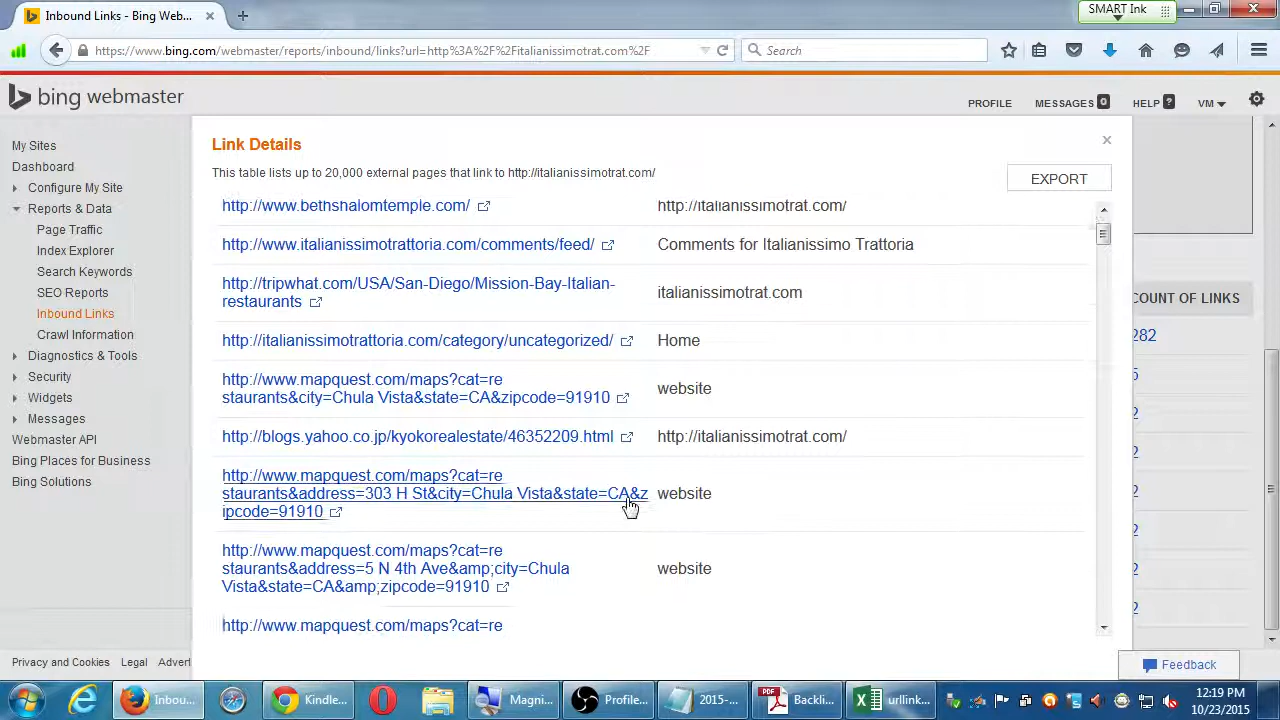 Inbound Links - Bing Web...
SMART Ink
https://www.bing.com/webmaster/reports/inbound/links?url=http%3A%2F%2Fitalianissimotrat.com%2F
Search
bing webmaster
PROFILE
MESSAGES 0
HELP ?
VM
My Sites
Dashboard
Configure My Site
Reports & Data
Page Traffic
Index Explorer
Search Keywords
SEO Reports
Inbound Links
Crawl Information
Diagnostics & Tools
Security
Widgets
Messages
Webmaster API
Bing Places for Business
Bing Solutions
Link Details
This table lists up to 20,000 external pages that link to http://italianissimotrat.com/
EXPORT
http://www.bethshalomtemple.com/
http://italianissimotrat.com/
http://www.italianissimotrattoria.com/comments/feed/
Comments for Italianissimo Trattoria
http://tripwhat.com/USA/San-Diego/Mission-Bay-Italian-
restaurants
italianissimotrat.com
http://italianissimotrattoria.com/category/uncategorized/
Home
http://www.mapquest.com/maps?cat=re
staurants&city=Chula Vista&state=CA&zipcode=91910
website
http://blogs.yahoo.co.jp/kyokorealestate/46352209.html
http://italianissimotrat.com/
http://www.mapquest.com/maps?cat=re
staurants&address=303 H St&city=Chula Vista&state=CA&z
ipcode=91910
website
http://www.mapquest.com/maps?cat=re
staurants&address=5 N 4th Ave&amp;city=Chula
Vista&state=CA&amp;zipcode=91910
website
http://www.mapquest.com/maps?cat=re
COUNT OF LINKS
282
5
2
2
2
2
2
Privacy and Cookies
Legal
Advert
Feedback
Inbou...
Kindle...
Magni...
Profile...
2015-...
Backli...
urllink...
12:19 PM
10/23/2015